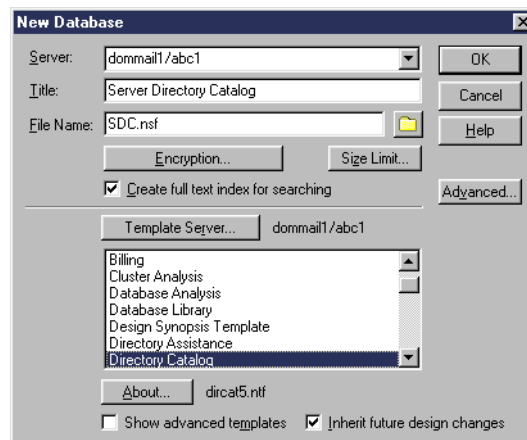 New Database
Server: dommail1/abc1 OK
Title: Server Directory Catalog Cancel
File Name: SDC.nsf Help
Encryption... Size Limit...
Create full text index for searching Advanced...
Template Server... dommail1/abc1
Billing
Cluster Analysis
Database Analysis
Database Library
Design Synopsis Template
Directory Assistance
Directory Catalog
About... dircat5.ntf
Show advanced templates Inherit future design changes